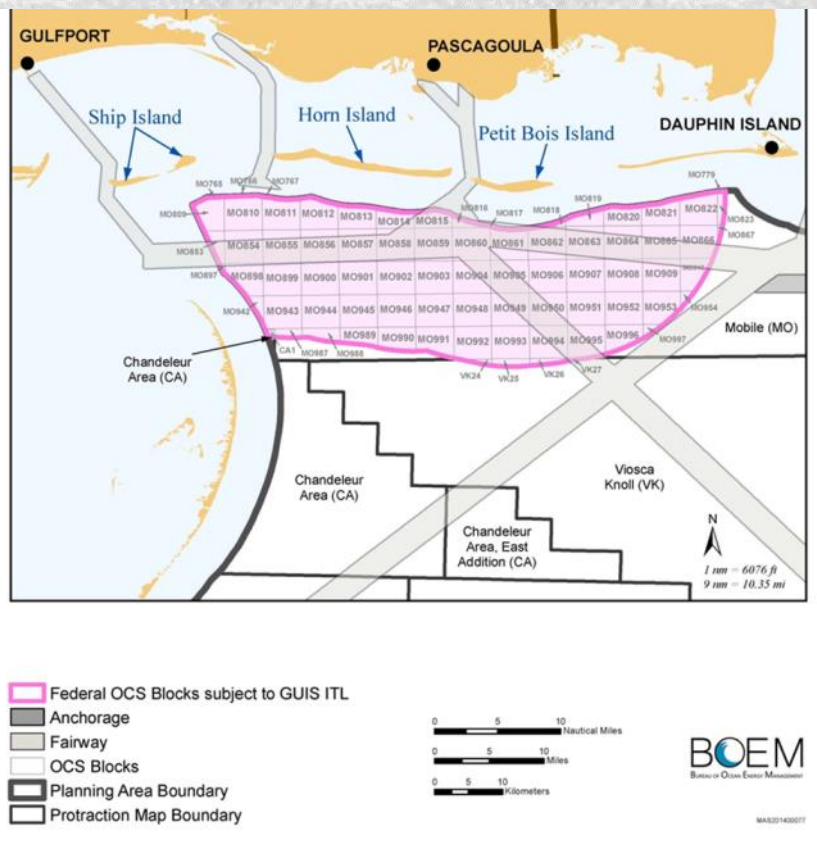 GULFPORT
PASCAGOULA
Ship Island
Horn Island
Petit Bois Island
DAUPHIN ISLAND
MO765 MO766 MO767 MO779
MO809 MO810 MO811 MO812 MO813 MO814 MO815 MO816 MO817 MO818 MO819 MO820 MO821 MO822 MO823
MO853 MO854 MO855 MO856 MO857 MO858 MO859 MO860 MO861 MO862 MO863 MO864 MO865 MO866 MO867
MO897 MO898 MO899 MO900 MO901 MO902 MO903 MO904 MO905 MO906 MO907 MO908 MO909
MO942 MO943 MO944 MO945 MO946 MO947 MO948 MO949 MO950 MO951 MO952 MO953 MO954
CA1 MO987 MO988 MO989 MO990 MO991 MO992 MO993 MO994 MO995 MO996 MO997
Mobile (MO)
Chandeleur
Area (CA)
VK24 VK25 VK26 VK27
Chandeleur
Area (CA)
Viosca
Knoll (VK)
Chandeleur
Area, East
Addition (CA)
N
1 nm = 6076 ft
9 nm = 10.35 mi
Federal OCS Blocks subject to GUIS ITL
Anchorage
Fairway
OCS Blocks
Planning Area Boundary
Protraction Map Boundary
0 5 10
Nautical Miles
0 5 10
Miles
0 5 10
Kilometers
BOEM
BUREAU OF OCEAN ENERGY MANAGEMENT
MAS201400077